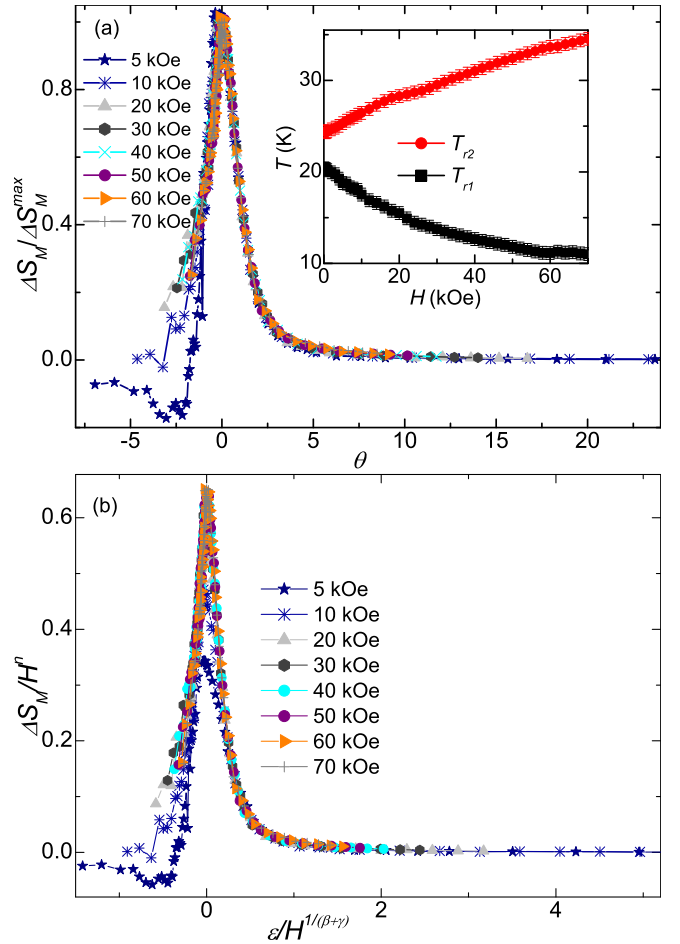 (a)
5 kOe
10 kOe
20 kOe
30 kOe
40 kOe
50 kOe
60 kOe
70 kOe
0.8
0.4
0.0
ΔS_M/ΔS_M^max
-5 0 5 10 15 20
θ
T_r2
T_r1
30
20
10
T (K)
0 20 40 60
H (kOe)
(b)
5 kOe
10 kOe
20 kOe
30 kOe
40 kOe
50 kOe
60 kOe
70 kOe
0.6
0.4
0.2
0.0
ΔS_M/H^n
0 2 4
ε/H^1/(β+γ)